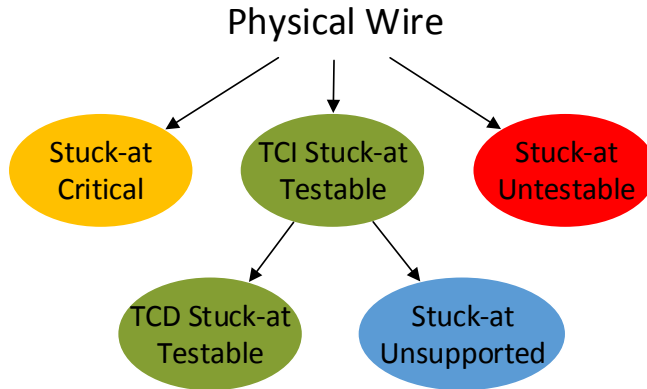 Physical Wire
Stuck-at
Critical
TCI Stuck-at
Testable
Stuck-at
Untestable
TCD Stuck-at
Testable
Stuck-at
Unsupported